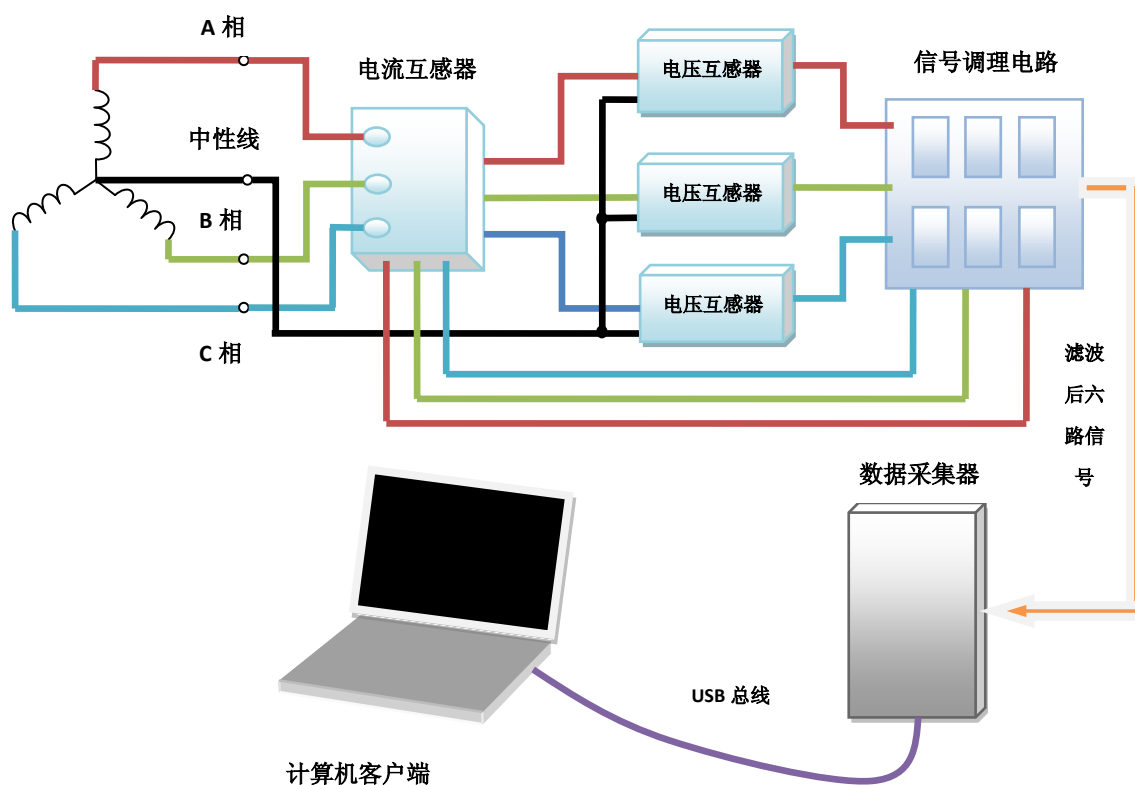 A 相
电流互感器
电压互感器
信号调理电路
中性线
电压互感器
B 相
电压互感器
C 相
滤波
后六
路信
号
数据采集器
USB 总线
计算机客户端